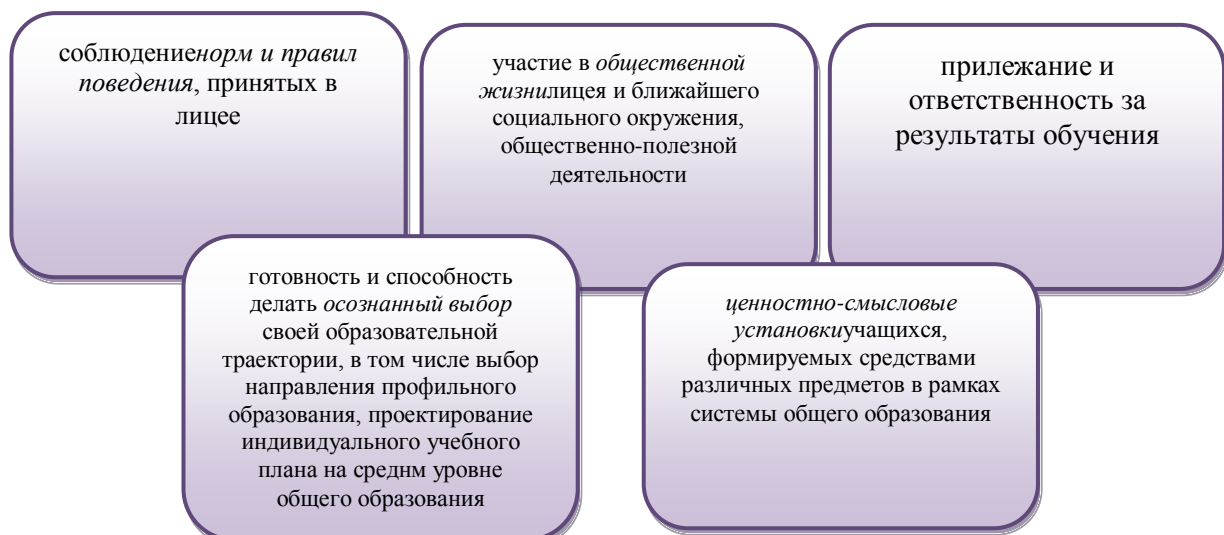 соблюдениенорм и правил
поведения, принятых в
лицее
участие в общественной
жизнилицея и ближайшего
социального окружения,
общественно-полезной
деятельности
прилежание и
ответственность за
результаты обучения
готовность и способность
делать осознанный выбор
своей образовательной
траектории, в том числе выбор
направления профильного
образования, проектирование
индивидуального учебного
плана на среднм уровне
общего образования
ценностно-смысловые
установкиучащихся,
формируемых средствами
различных предметов в рамках
системы общего образования